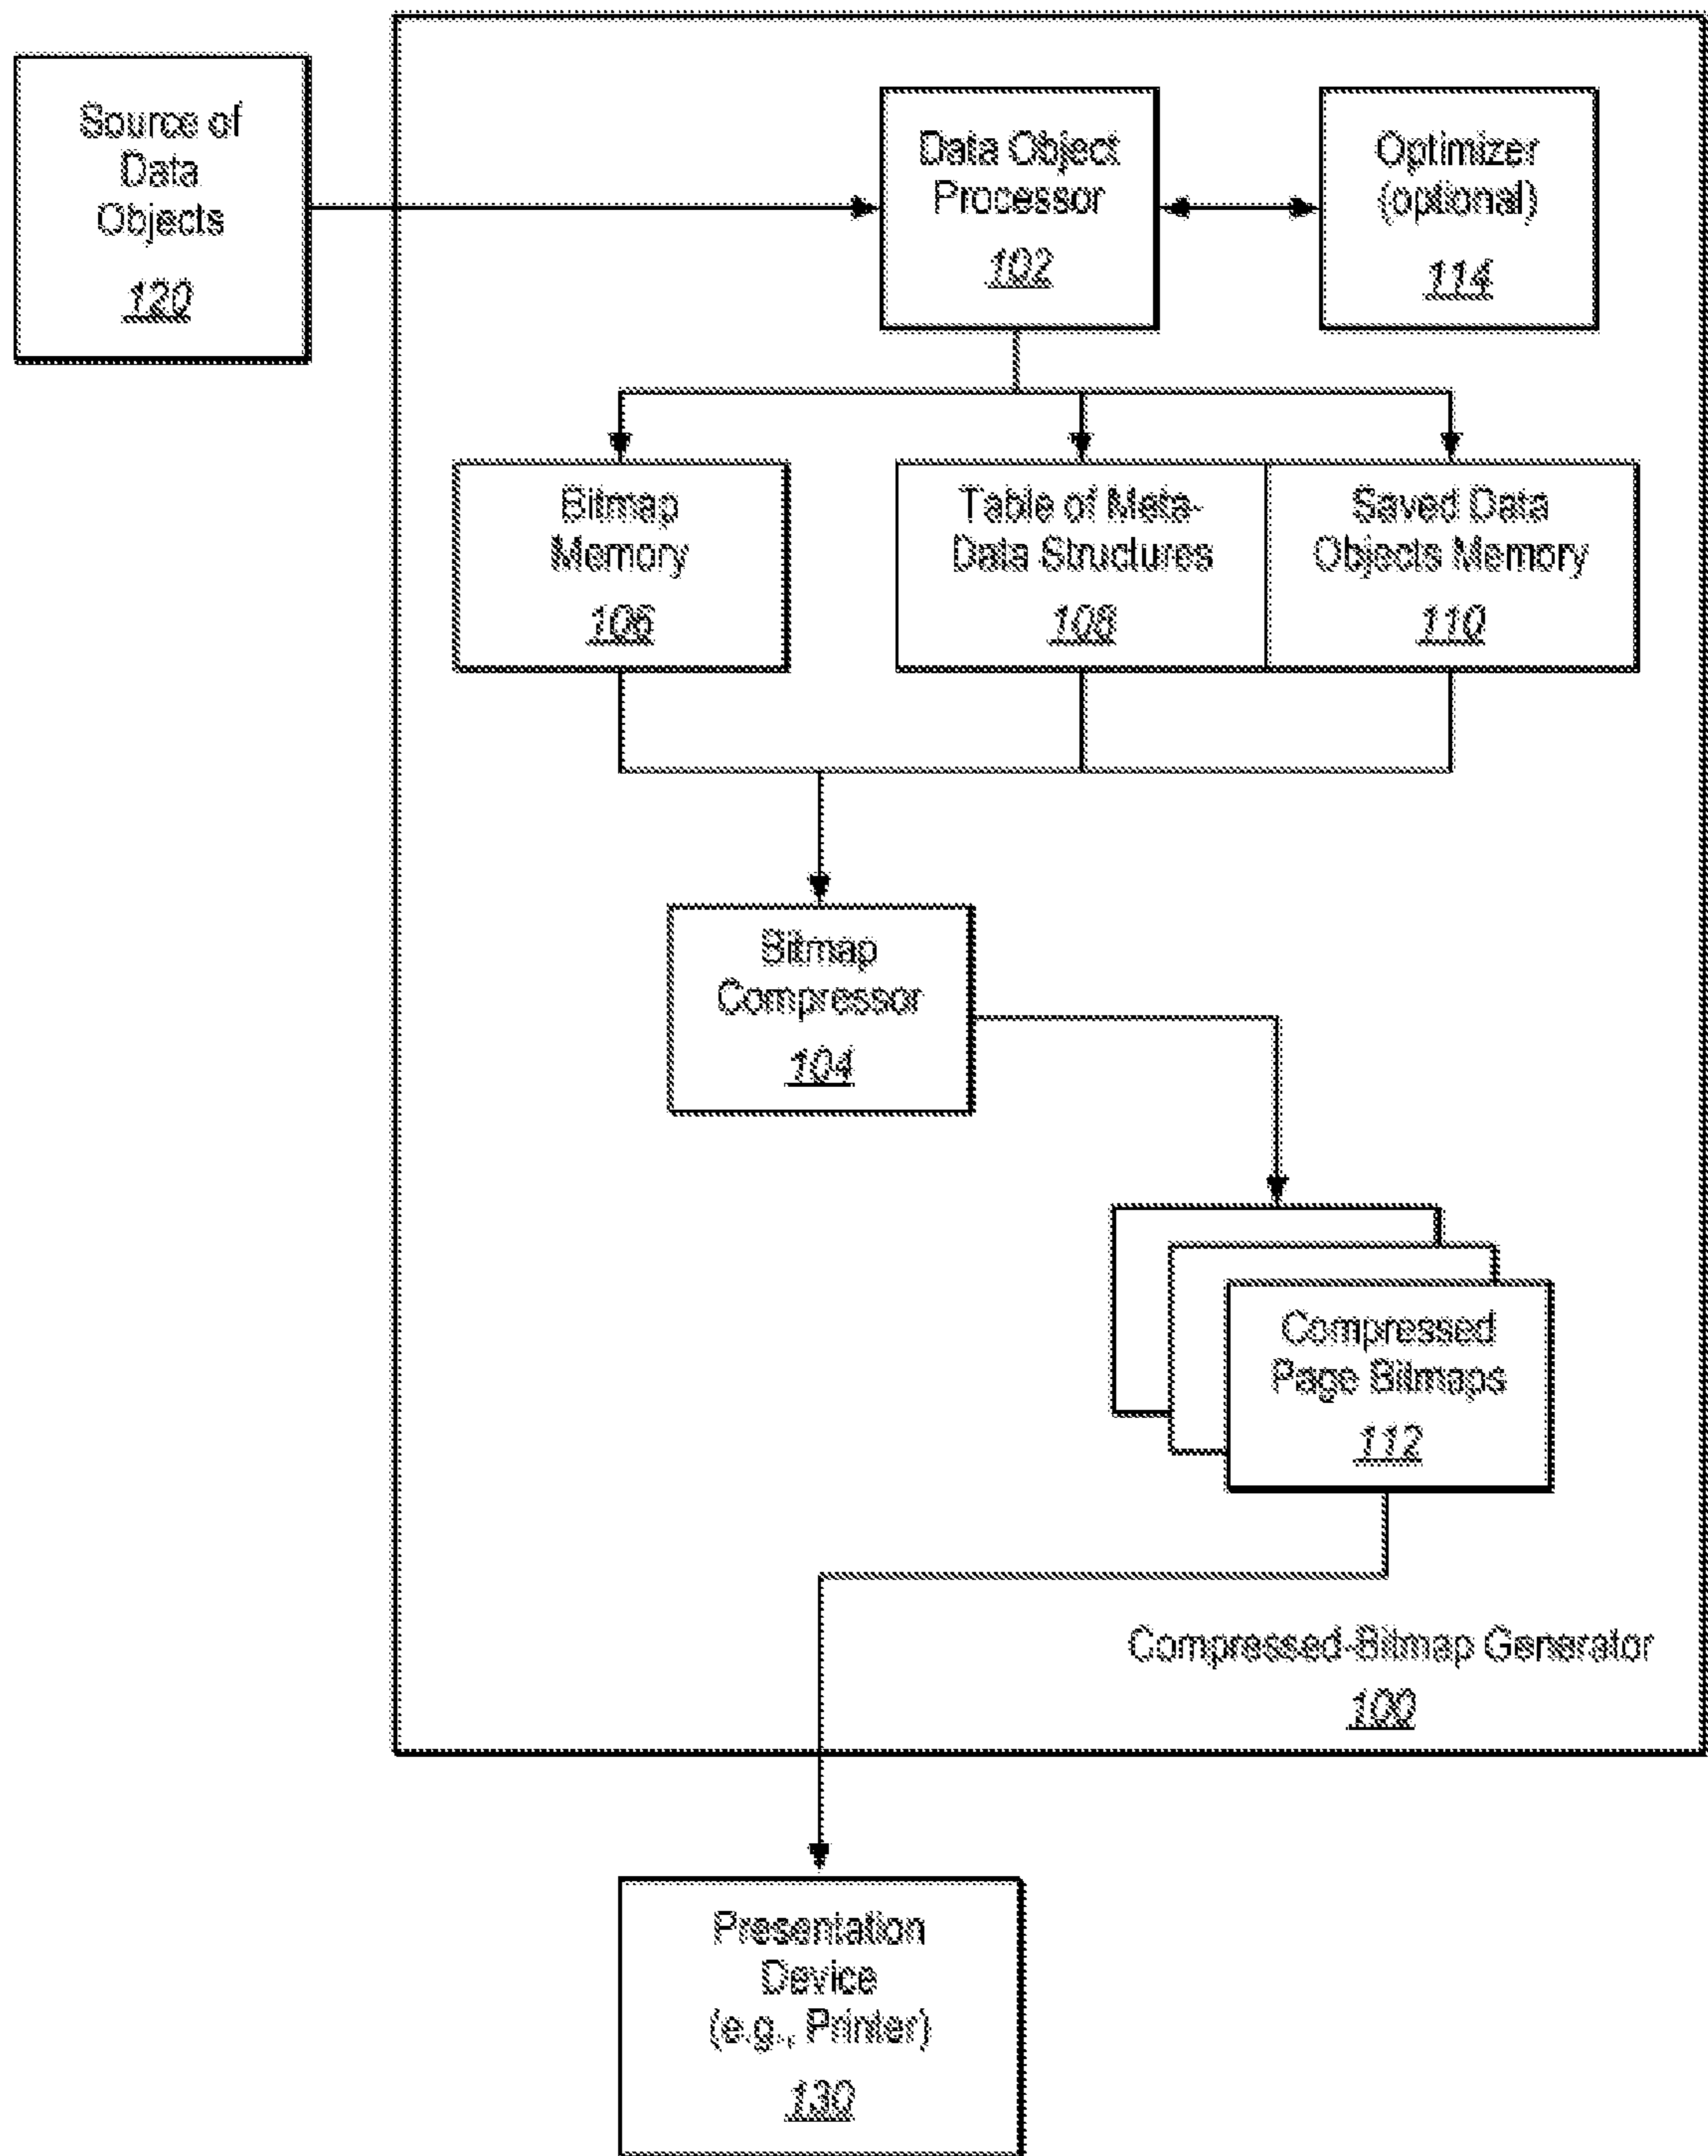 Source of
Data
Objects
120
Data Object
Processor
102
Optimizer
(optional)
114
Bitmap
Memory
106
Table of Meta-
Data Structures
108
Saved Data
Objects Memory
110
Bitmap
Compressor
104
Compressed
Page Bitmaps
112
Compressed-Bitmap Generator
100
Presentation
Device
(e.g., Printer)
130